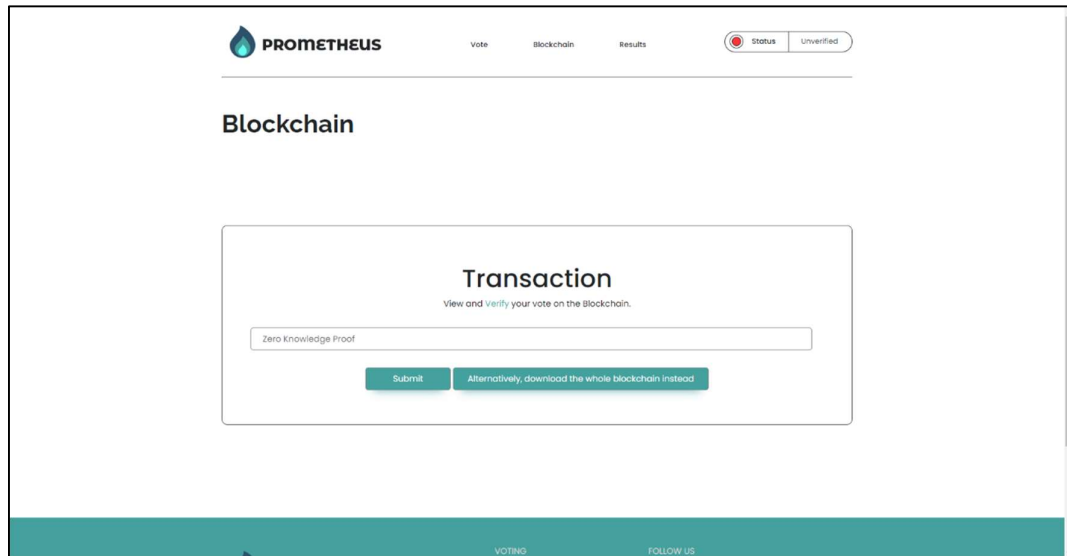 PROMETHEUS
Vote
Blockchain
Results
Status
Unverified
Blockchain
Transaction
View and Verify your vote on the Blockchain.
Zero Knowledge Proof
Submit
Alternatively, download the whole blockchain instead
VOTING
FOLLOW US